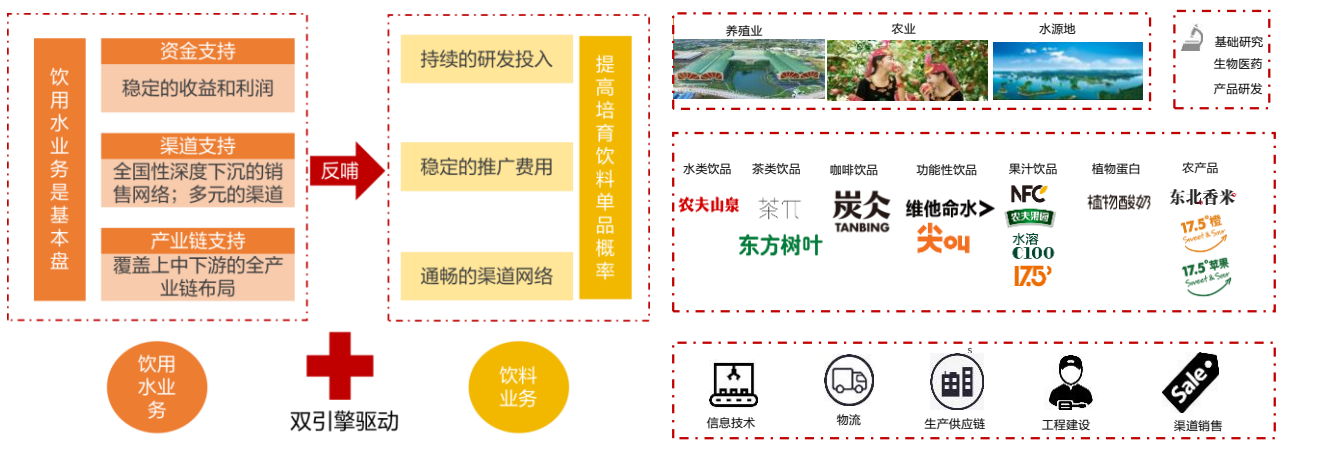 饮用水业务是基本盘
资金支持
稳定的收益和利润
渠道支持
全国性深度下沉的销
售网络；多元的渠道
产业链支持
覆盖上中下游的全产
业链布局
反哺
持续的研发投入
稳定的推广费用
通畅的渠道网络
提高培育饮料单品概率
饮用
水业
务
双引擎驱动
饮料
业务
养殖业
农业
水源地
基础研究
生物医药
产品研发
水类饮品
茶类饮品
咖啡饮品
功能性饮品
果汁饮品
植物蛋白
农产品
农夫山泉
茶π
东方树叶
炭仌
TANBING
维他命水
尖叫
NFC
农夫果园
水溶
C100
17.5°
植物酸奶
东北香米
17.5°橙
Sweet & Sour
17.5°苹果
Sweet & Sour
信息技术
物流
S
生产供应链
工程建设
Sale
渠道销售